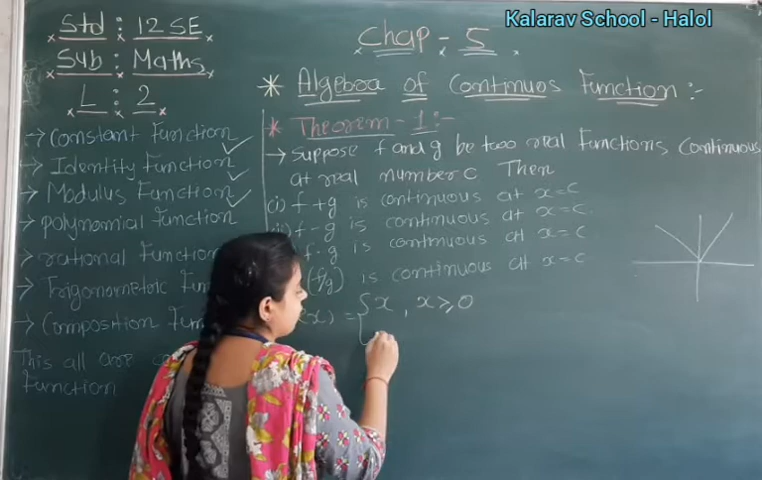 Kalarav School - Halol
Std : 12 SE
Sub : Maths
L : 2
Chap - 5
* Algebra of Continuos Function :-
→ Constant Function ✓
→ Identity Function ✓
→ Modulus Function ✓
→ polynomial Function
→ rational Function
→ Trigonometric
→ Composition
This all are
Function
* Theorem - 1 :-
→ suppose f and g be two real Functions, Continuous
at real number c Then
(i) f + g is continuous at x = c
f - g is continuous at x = c
f · g is continuous at x = c
(f/g) is continuous at x = c
(x) = { x , x ⩾ 0